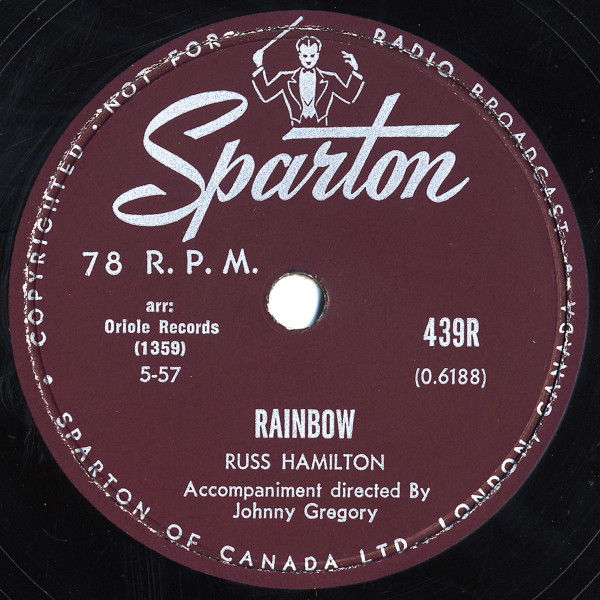 COPYRIGHTED · NOT FOR RADIO BROADCAST •
Sparton
78 R.P.M.
arr:
Oriole Records
(1359)
5-57
439R
(0.6188)
RAINBOW
RUSS HAMILTON
Accompaniment directed By
Johnny Gregory
• SPARTON OF CANADA LTD. LONDON, CANADA